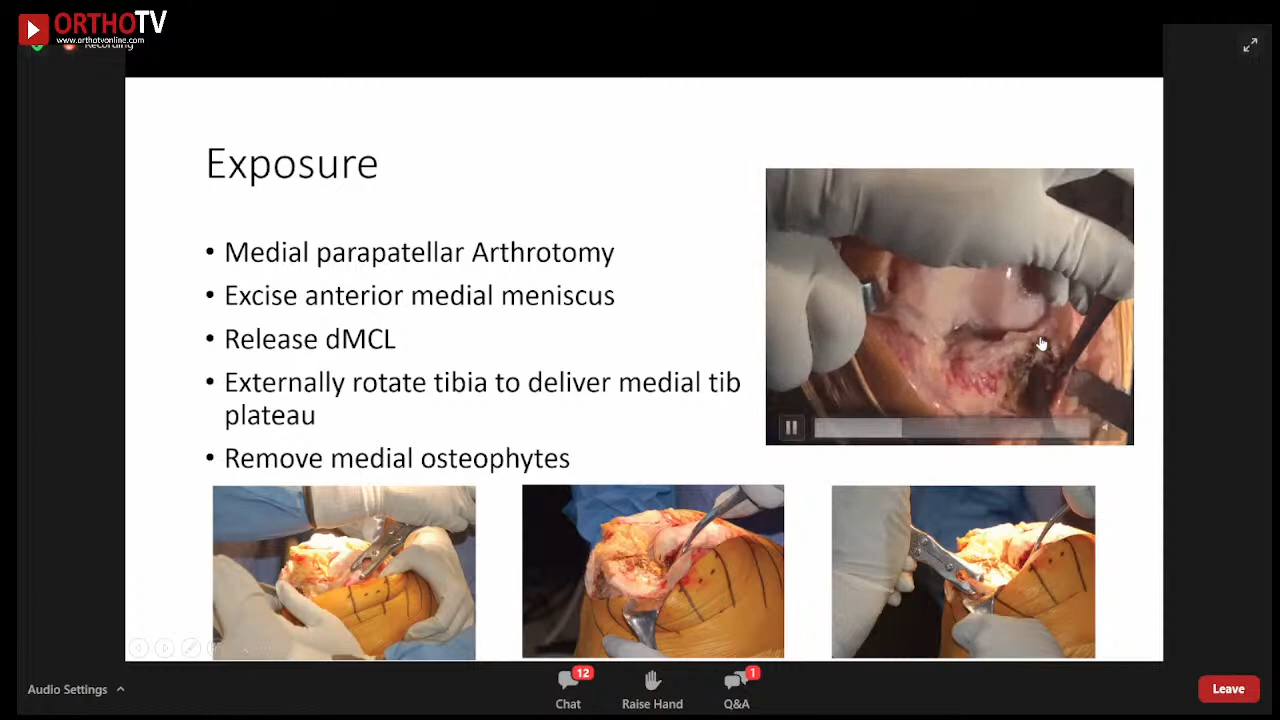 ORTHOTV
www.orthotvonline.com
Recording
Exposure
• Medial parapatellar Arthrotomy
• Excise anterior medial meniscus
• Release dMCL
• Externally rotate tibia to deliver medial tib
plateau
• Remove medial osteophytes
Audio Settings
12
Chat
Raise Hand
1
Q&A
Leave